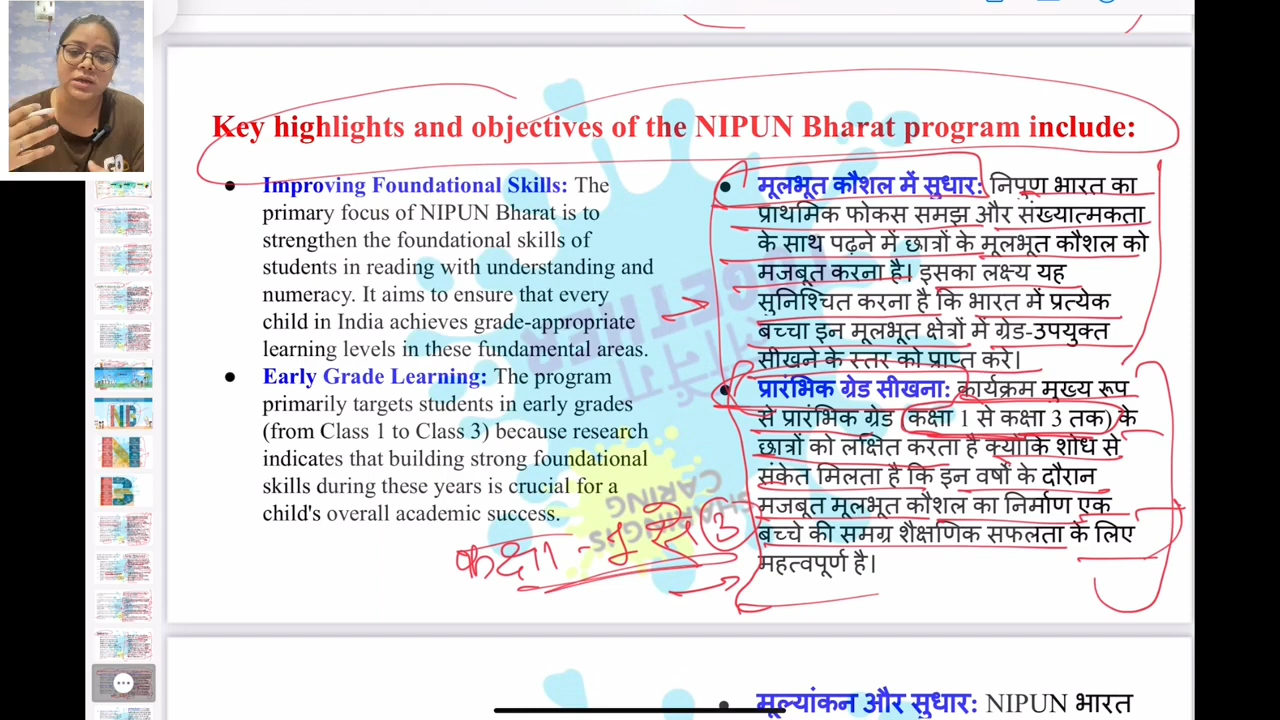 Key highlights and objectives of the NIPUN Bharat program include:
Improving Foundational Skills: The
primary focus of NIPUN Bharat is to
strengthen the foundational skills of
students in reading with understanding and
numeracy. It aims to ensure that every
child in India achieves grade-appropriate
learning levels in these fundamental areas.
Early Grade Learning: The program
primarily targets students in early grades
(from Class 1 to Class 3) because research
indicates that building strong foundational
skills during these years is crucial for a
child's overall academic success.
कक्षा-1 से 3
मूलभूत कौशल में सुधार: निपुण भारत का
प्राथमिक फोकस समझ और संख्यात्मकता
के साथ पढ़ने में छात्रों के मूलभूत कौशल को
मजबूत करना है। इसका लक्ष्य यह
सुनिश्चित करना है कि भारत में प्रत्येक
बच्चा इन मूलभूत क्षेत्रों में ग्रेड-उपयुक्त
सीखने के स्तर को प्राप्त करे।
प्रारंभिक ग्रेड सीखना: कार्यक्रम मुख्य रूप
से प्रारंभिक ग्रेड (कक्षा 1 से कक्षा 3 तक) के
छात्रों को लक्षित करता है क्योंकि शोध से
संकेत मिलता है कि इन वर्षों के दौरान
मजबूत मूलभूत कौशल का निर्माण एक
बच्चे की समग्र शैक्षणिक सफलता के लिए
महत्वपूर्ण है।
SHARING IS
CARING
मूल्यांकन और सुधार: NIPUN भारत